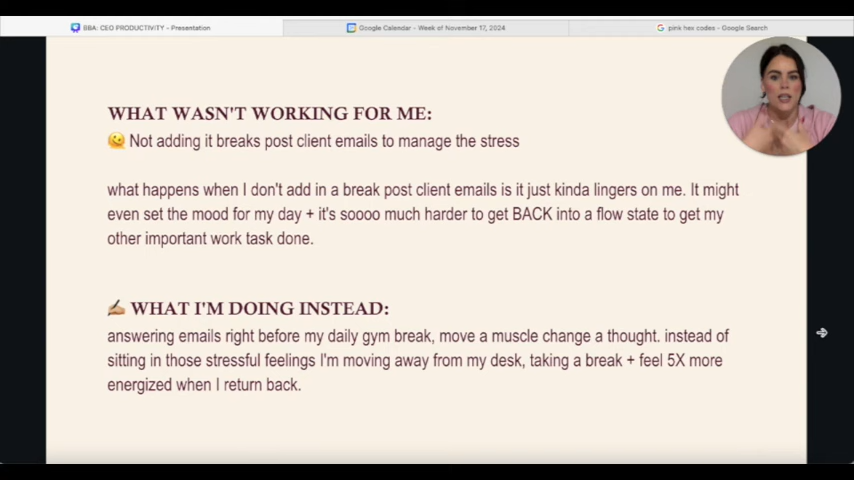 BBA: CEO PRODUCTIVITY - Presentation
Google Calendar - Week of November 17, 2024
pink hex codes - Google Search
WHAT WASN'T WORKING FOR ME:
🫠 Not adding it breaks post client emails to manage the stress
what happens when I don't add in a break post client emails is it just kinda lingers on me. It might
even set the mood for my day + it's soooo much harder to get BACK into a flow state to get my
other important work task done.
✍🏼 WHAT I'M DOING INSTEAD:
answering emails right before my daily gym break, move a muscle change a thought. instead of
sitting in those stressful feelings I'm moving away from my desk, taking a break + feel 5X more
energized when I return back.